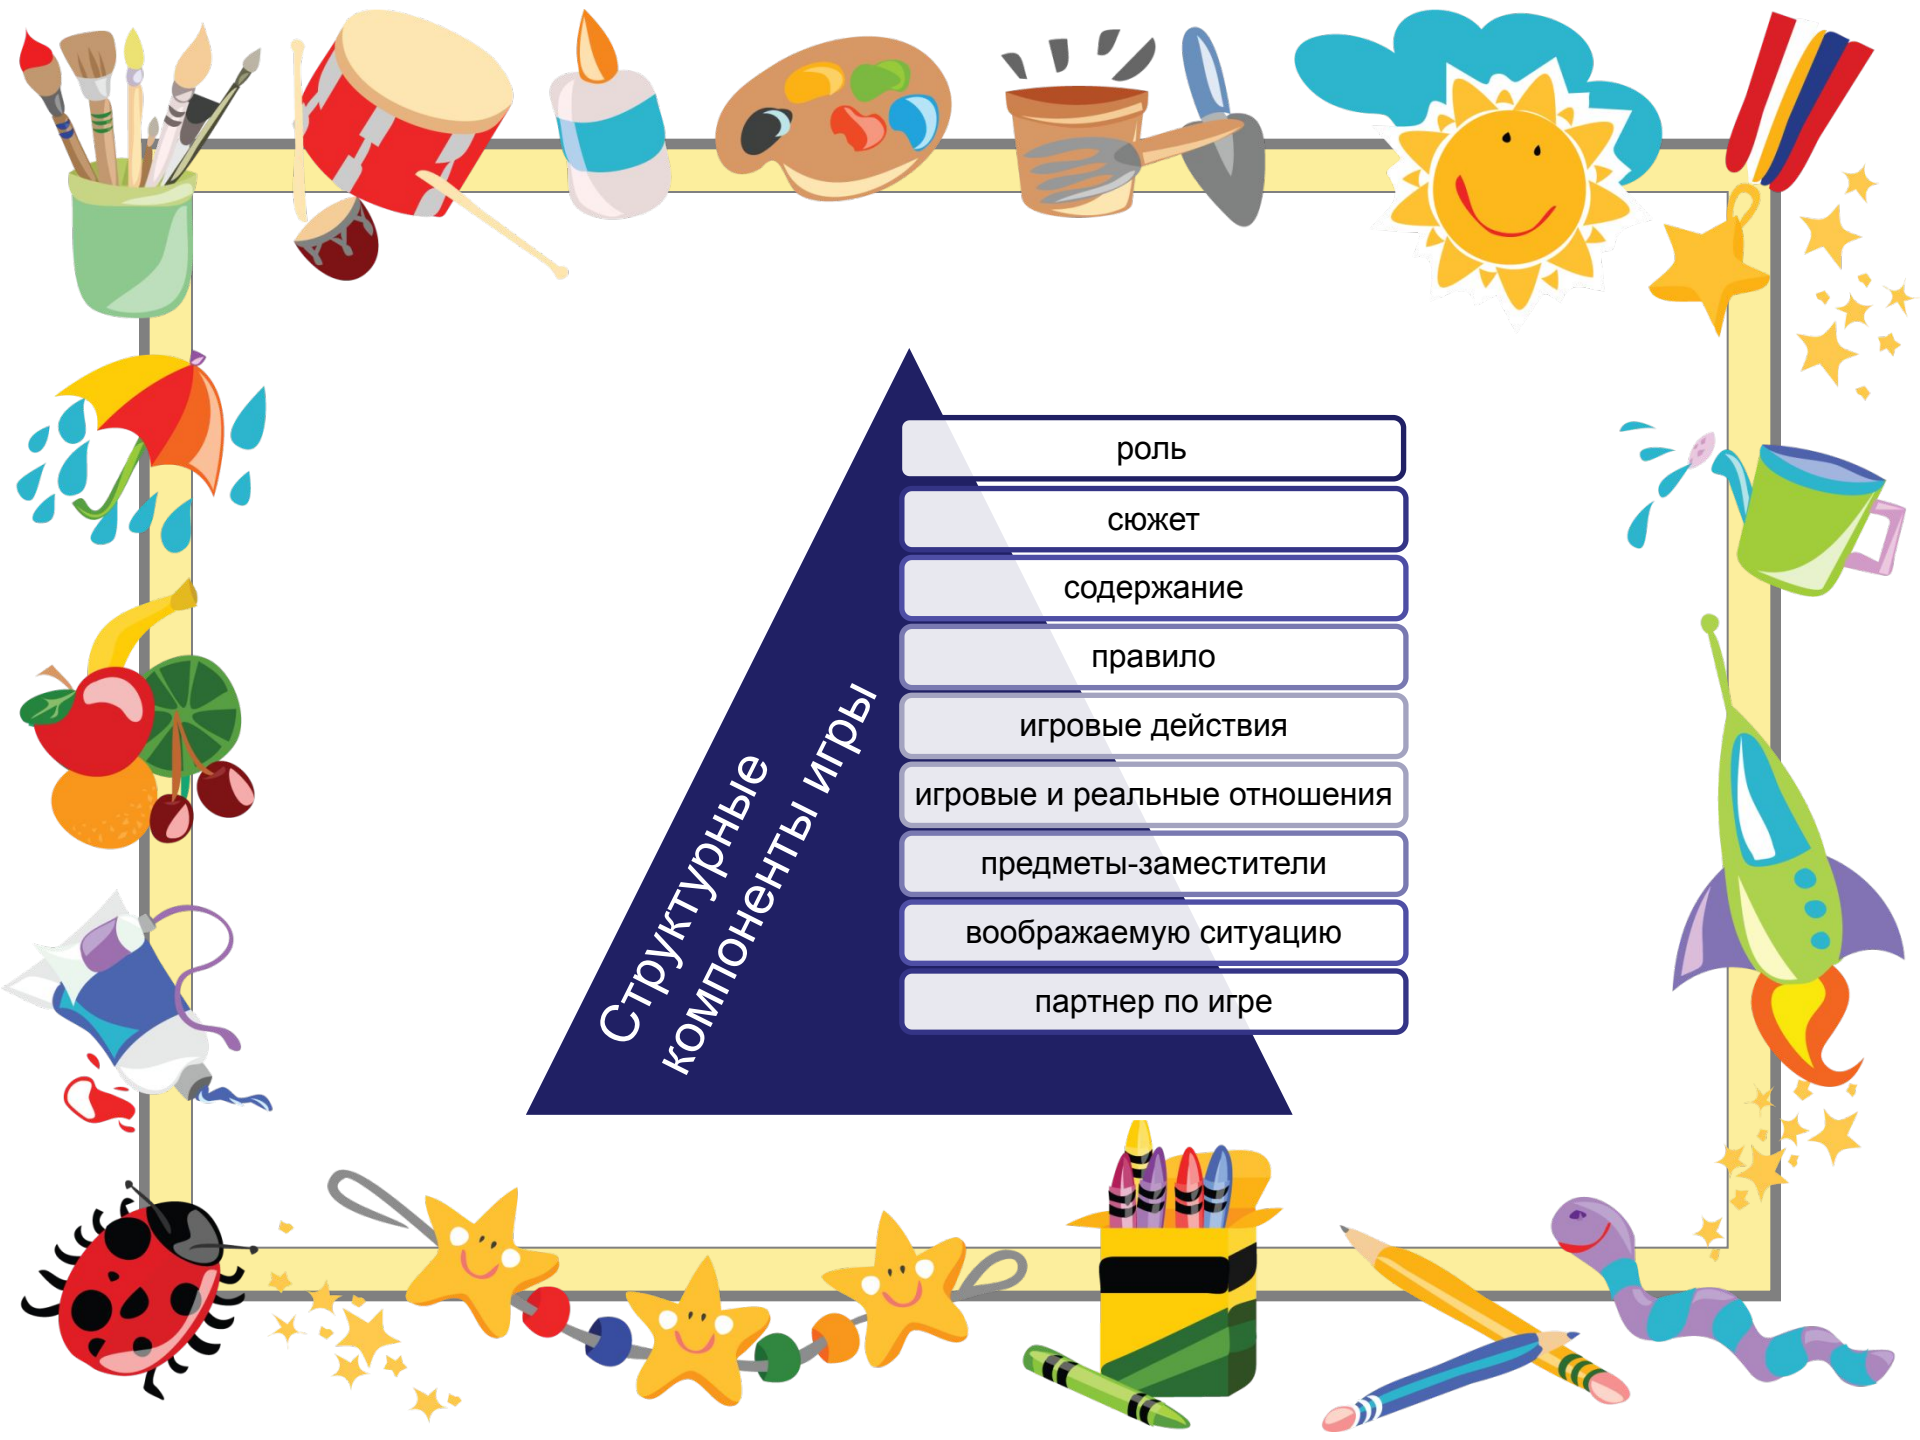 Структурные
компоненты игры
роль
сюжет
содержание
правило
игровые действия
игровые и реальные отношения
предметы-заместители
воображаемую ситуацию
партнер по игре